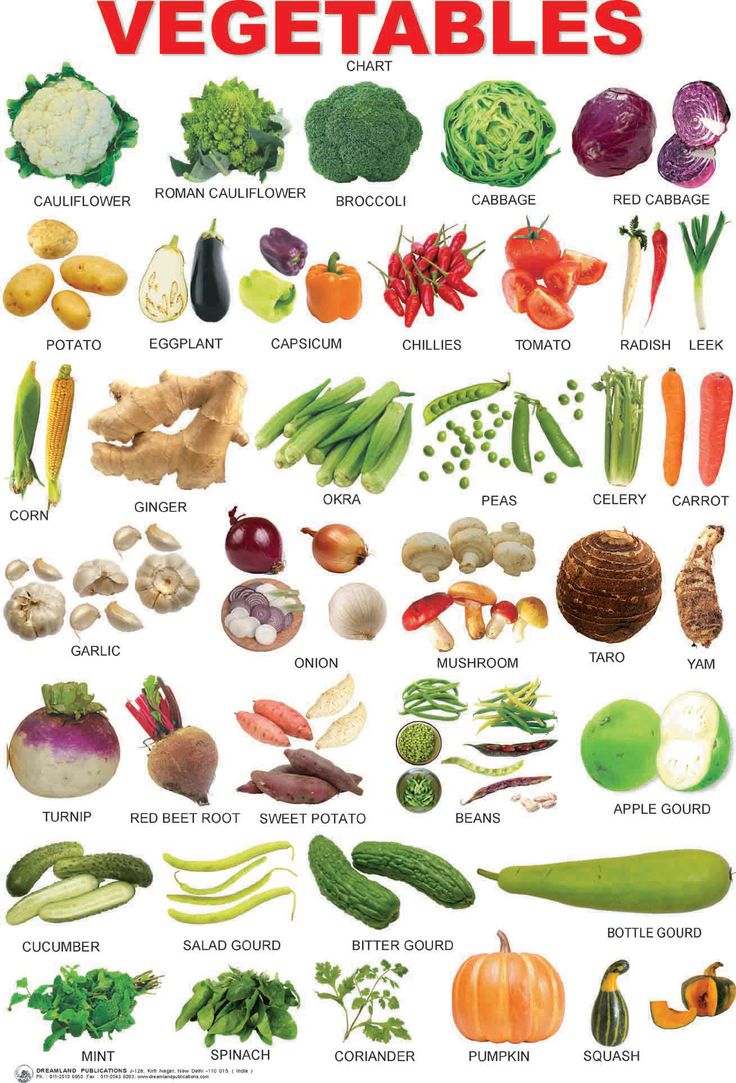 VEGETABLES
CHART
CAULIFLOWER
ROMAN CAULIFLOWER
BROCCOLI
CABBAGE
RED CABBAGE
POTATO
EGGPLANT
CAPSICUM
CHILLIES
TOMATO
RADISH
LEEK
CORN
GINGER
OKRA
PEAS
CELERY
CARROT
GARLIC
ONION
MUSHROOM
TARO
YAM
TURNIP
RED BEET ROOT
SWEET POTATO
BEANS
APPLE GOURD
CUCUMBER
SALAD GOURD
BITTER GOURD
BOTTLE GOURD
MINT
SPINACH
CORIANDER
PUMPKIN
SQUASH
DREAMLAND PUBLICATIONS J-128, Kirti Nagar, New Delhi -110 015 ( India )
Ph. : 011-2510 Fax : 011-2543 www.dreamlandpublications.com